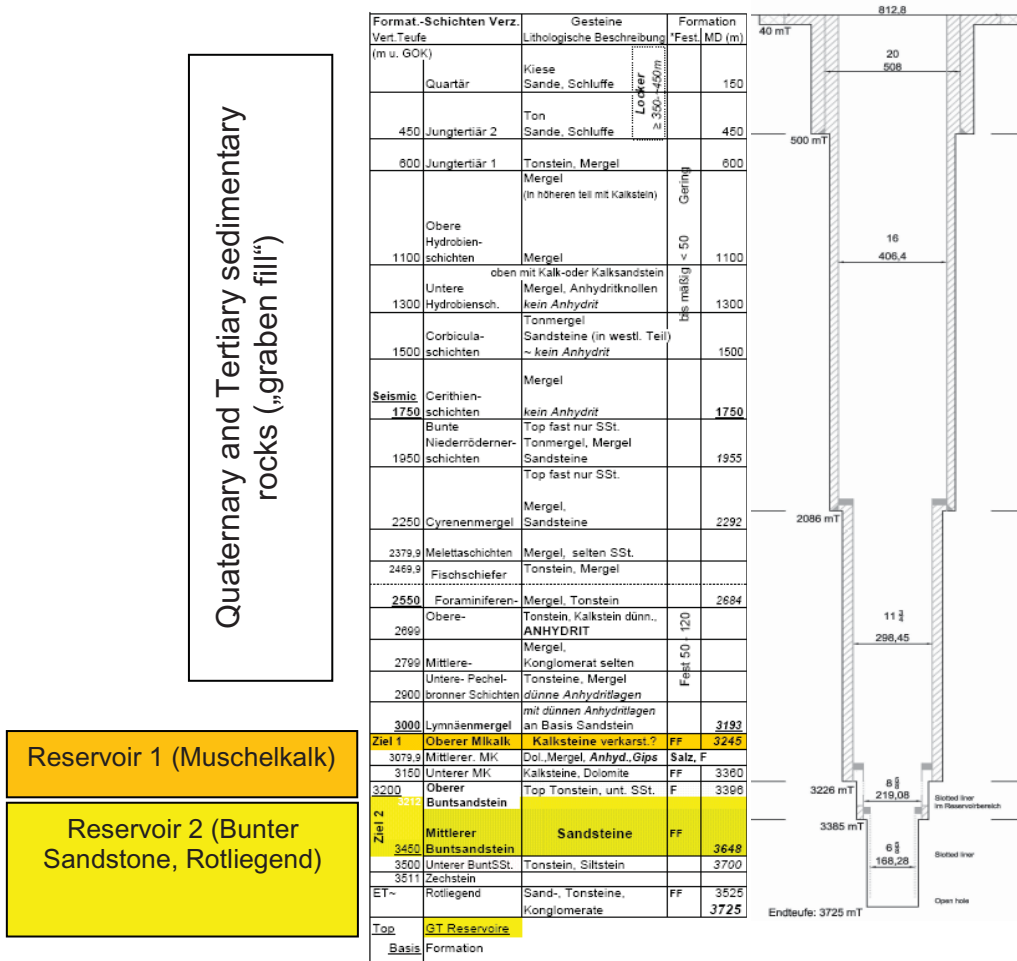 Quaternary and Tertiary sedimentary
rocks („graben fill“)
Reservoir 1 (Muschelkalk)
Reservoir 2 (Bunter
Sandstone, Rotliegend)
Format.-Schichten Verz. Gesteine Formation
Vert.Teufe Lithologische Beschreibung *Fest. MD (m)
(m u. GOK)
Kiese
Quartär Sande, Schluffe 150
Locker
≥ 350-~450m
Ton
450 Jungtertiär 2 Sande, Schluffe 450
600 Jungtertiär 1 Tonstein, Mergel 600
Mergel
(in höheren teil mit Kalkstein)
bis mäßig < 50 Gering
Obere
Hydrobien-
1100 schichten Mergel 1100
oben mit Kalk-oder Kalksandstein
Untere Mergel, Anhydritknollen
1300 Hydrobiensch. kein Anhydrit 1300
Tonmergel
Corbicula- Sandsteine (in westl. Teil)
1500 schichten ~ kein Anhydrit 1500
Mergel
Seismic Cerithien-
1750 schichten kein Anhydrit 1750
Bunte Top fast nur SSt.
Niederröderner- Tonmergel, Mergel
1950 schichten Sandsteine 1955
Top fast nur SSt.
Mergel,
2250 Cyrenenmergel Sandsteine 2292
2379,9 Melettaschichten Mergel, selten SSt.
2469,9 Fischschiefer Tonstein, Mergel
2550 Foraminiferen- Mergel, Tonstein 2684
Obere- Tonstein, Kalkstein dünn.,
2699 ANHYDRIT
Fest 50 - 120
Mergel,
2799 Mittlere- Konglomerat selten
Untere- Pechel- Tonsteine, Mergel
2900 bronner Schichten dünne Anhydritlagen
mit dünnen Anhydritlagen
3000 Lymnäenmergel an Basis Sandstein 3193
Ziel 1 Oberer Mlkalk Kalksteine verkarst.? FF 3245
3079,9 Mittlerer. MK Dol.,Mergel, Anhyd.,Gips Salz, F
3150 Unterer MK Kalksteine, Dolomite FF 3360
3200 Oberer Top Tonstein, unt. SSt. F 3396
3212 Buntsandstein
Ziel 2
Mittlerer Sandsteine FF
3450 Buntsandstein 3648
3500 Unterer BuntSSt. Tonstein, Siltstein 3700
3511 Zechstein
ET~ Rotliegend Sand-, Tonsteine, FF 3525
Konglomerate 3725
Top GT Reservoire
Basis Formation
812,8
40 mT
20
508
500 mT
16
406,4
2086 mT
11 3/4
298,45
3226 mT
8 5/8
219,08
Slotted liner
im Reservoirbereich
3385 mT
6 5/8
168,28
Slotted liner
Open hole
Endteufe: 3725 mT